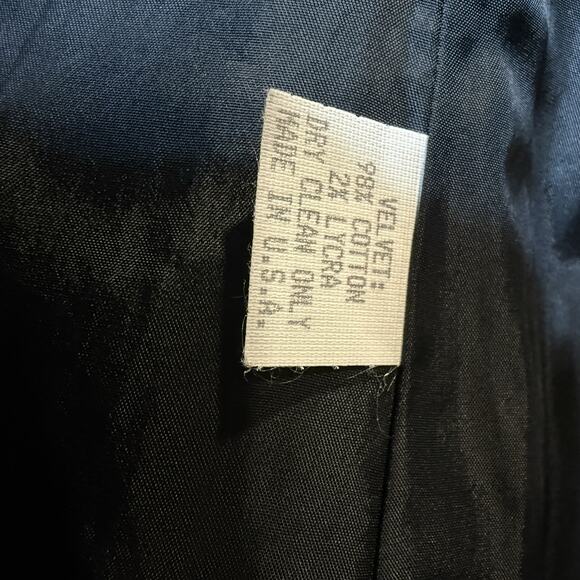 VELVET:
98% COTTON
2% LYCRA
DRY CLEAN ONLY
MADE IN U.S.A.